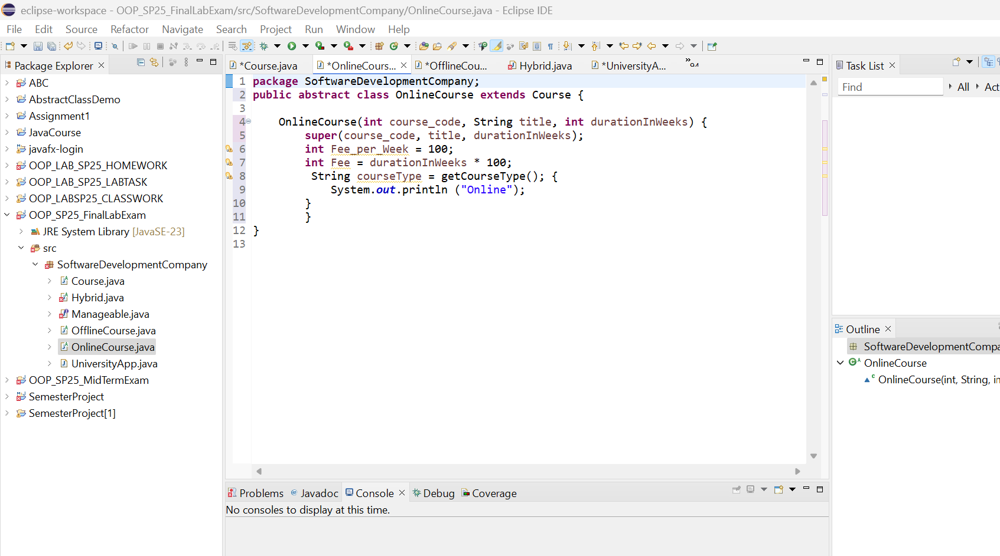 eclipse-workspace - OOP_SP25_FinalLabExam/src/SoftwareDevelopmentCompany/OnlineCourse.java - Eclipse IDE
File Edit Source Refactor Navigate Search Project Run Window Help
Package Explorer
ABC
AbstractClassDemo
Assignment1
JavaCourse
javafx-login
OOP_LAB_SP25_HOMEWORK
OOP_LAB_SP25_LABTASK
OOP_LABSP25_CLASSWORK
OOP_SP25_FinalLabExam
JRE System Library [JavaSE-23]
src
SoftwareDevelopmentCompany
Course.java
Hybrid.java
Manageable.java
OfflineCourse.java
OnlineCourse.java
UniversityApp.java
OOP_SP25_MidTermExam
SemesterProject
SemesterProject[1]
*Course.java *OnlineCours... *OfflineCou... Hybrid.java *UniversityA... »94
1 package SoftwareDevelopmentCompany;
2 public abstract class OnlineCourse extends Course {
3
4 OnlineCourse(int course_code, String title, int durationInWeeks) {
5 super(course_code, title, durationInWeeks);
6 int Fee_per_Week = 100;
7 int Fee = durationInWeeks * 100;
8 String courseType = getCourseType(); {
9 System.out.println ("Online");
10 }
11 }
12 }
13
Problems @ Javadoc Console Debug Coverage
No consoles to display at this time.
Task List
Find All Act
Outline
SoftwareDevelopmentCompa
OnlineCourse
OnlineCourse(int, String, in